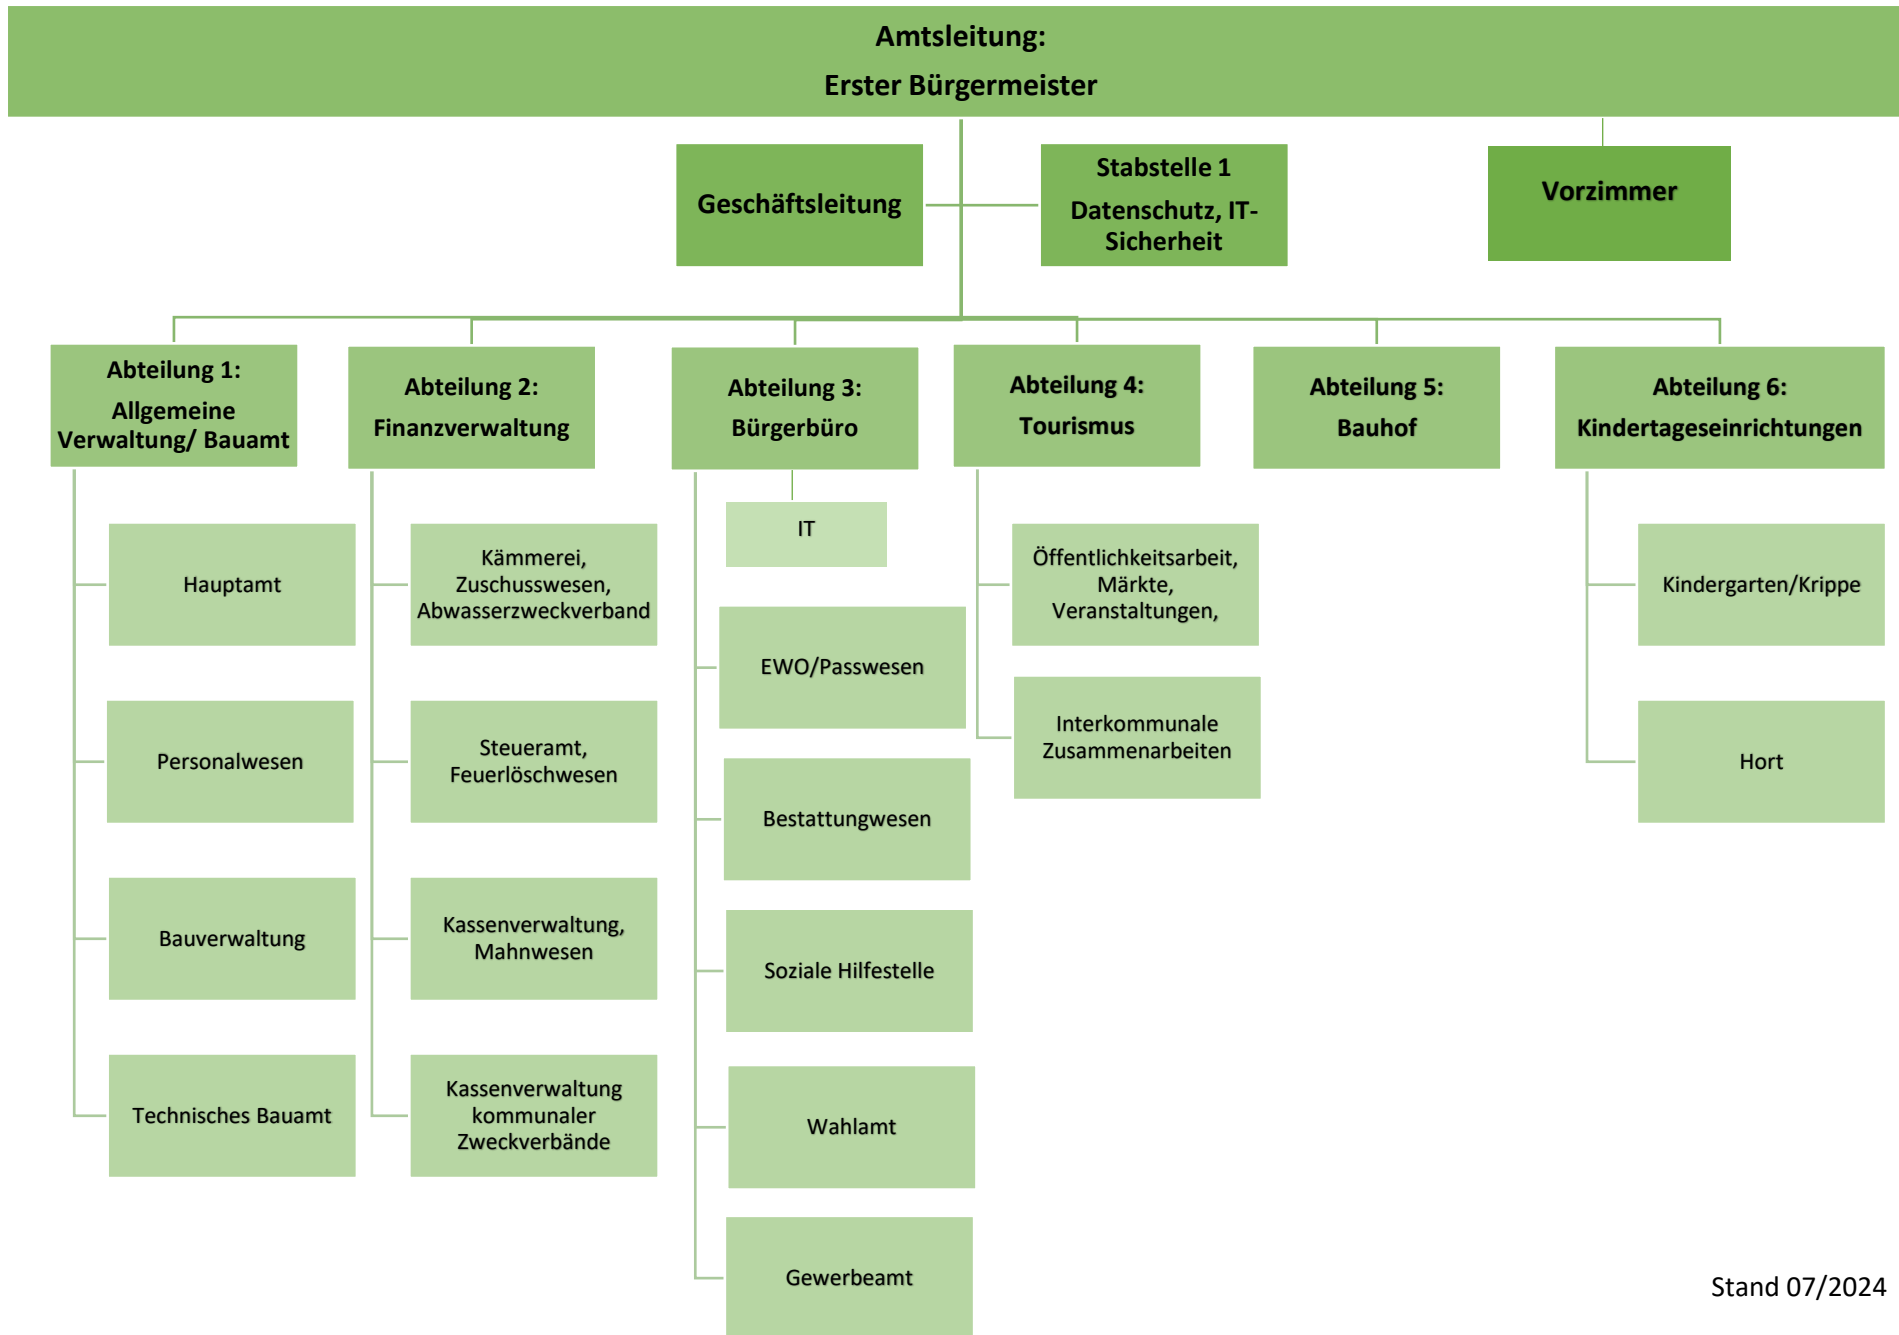 Amtsleitung:
Erster Bürgermeister
Geschäftsleitung
Stabstelle 1
Datenschutz, IT-
Sicherheit
Vorzimmer
Abteilung 1:
Allgemeine
Verwaltung/ Bauamt
Hauptamt
Personalwesen
Bauverwaltung
Technisches Bauamt
Abteilung 2:
Finanzverwaltung
Kämmerei,
Zuschusswesen,
Abwasserzweckverband
Steueramt,
Feuerlöschwesen
Kassenverwaltung,
Mahnwesen
Kassenverwaltung
kommunaler
Zweckverbände
Abteilung 3:
Bürgerbüro
IT
EWO/Passwesen
Bestattungwesen
Soziale Hilfestelle
Wahlamt
Gewerbeamt
Abteilung 4:
Tourismus
Öffentlichkeitsarbeit,
Märkte,
Veranstaltungen,
Interkommunale
Zusammenarbeiten
Abteilung 5:
Bauhof
Abteilung 6:
Kindertageseinrichtungen
Kindergarten/Krippe
Hort
Stand 07/2024